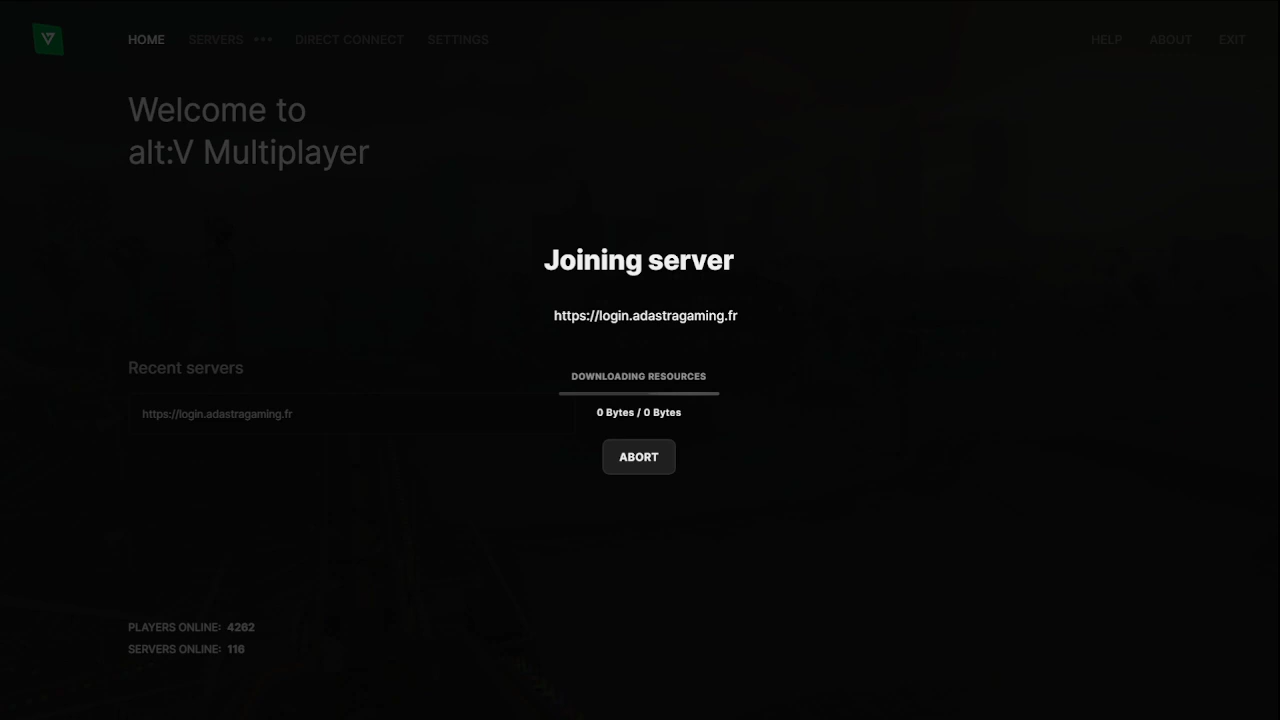 HOME SERVERS ••• DIRECT CONNECT SETTINGS HELP ABOUT EXIT
Welcome to
alt:V Multiplayer
Joining server
https://login.adastragaming.fr
Recent servers
DOWNLOADING RESOURCES
https://login.adastragaming.fr
0 Bytes / 0 Bytes
ABORT
PLAYERS ONLINE: 4262
SERVERS ONLINE: 116